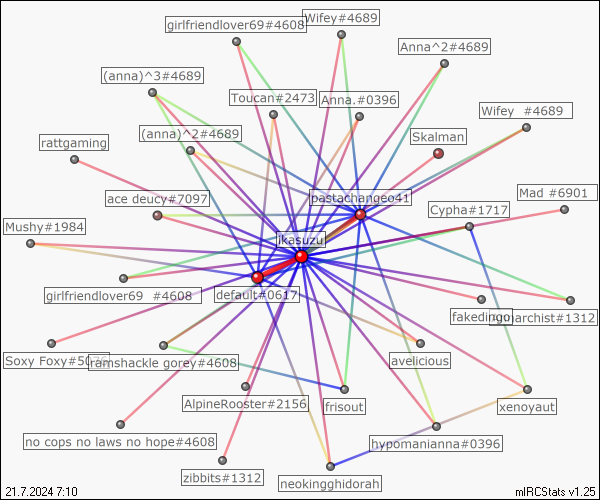 girlfriendlover69#4608
Wifey#4689
Anna^2#4689
(anna)^3#4689
Toucan#2473
Anna.#0396
Wifey #4689
(anna)^2#4689
Skalman
rattgaming
ace deucy#7097
pastachangeo41
Mad #6901
Cypha#1717
Mushy#1984
ikasuzu
girlfriendlover69 #4608
default#0617
fakedingo
narchist#1312
Soxy Foxy#50
ramshackle gorey#4608
avelicious
AlpineRooster#2156
frisout
xenoyaut
no cops no laws no hope#4608
hypomanianna#0396
zibbits#1312
neokingghidorah
21.7.2024 7:10
mIRCStats v1.25